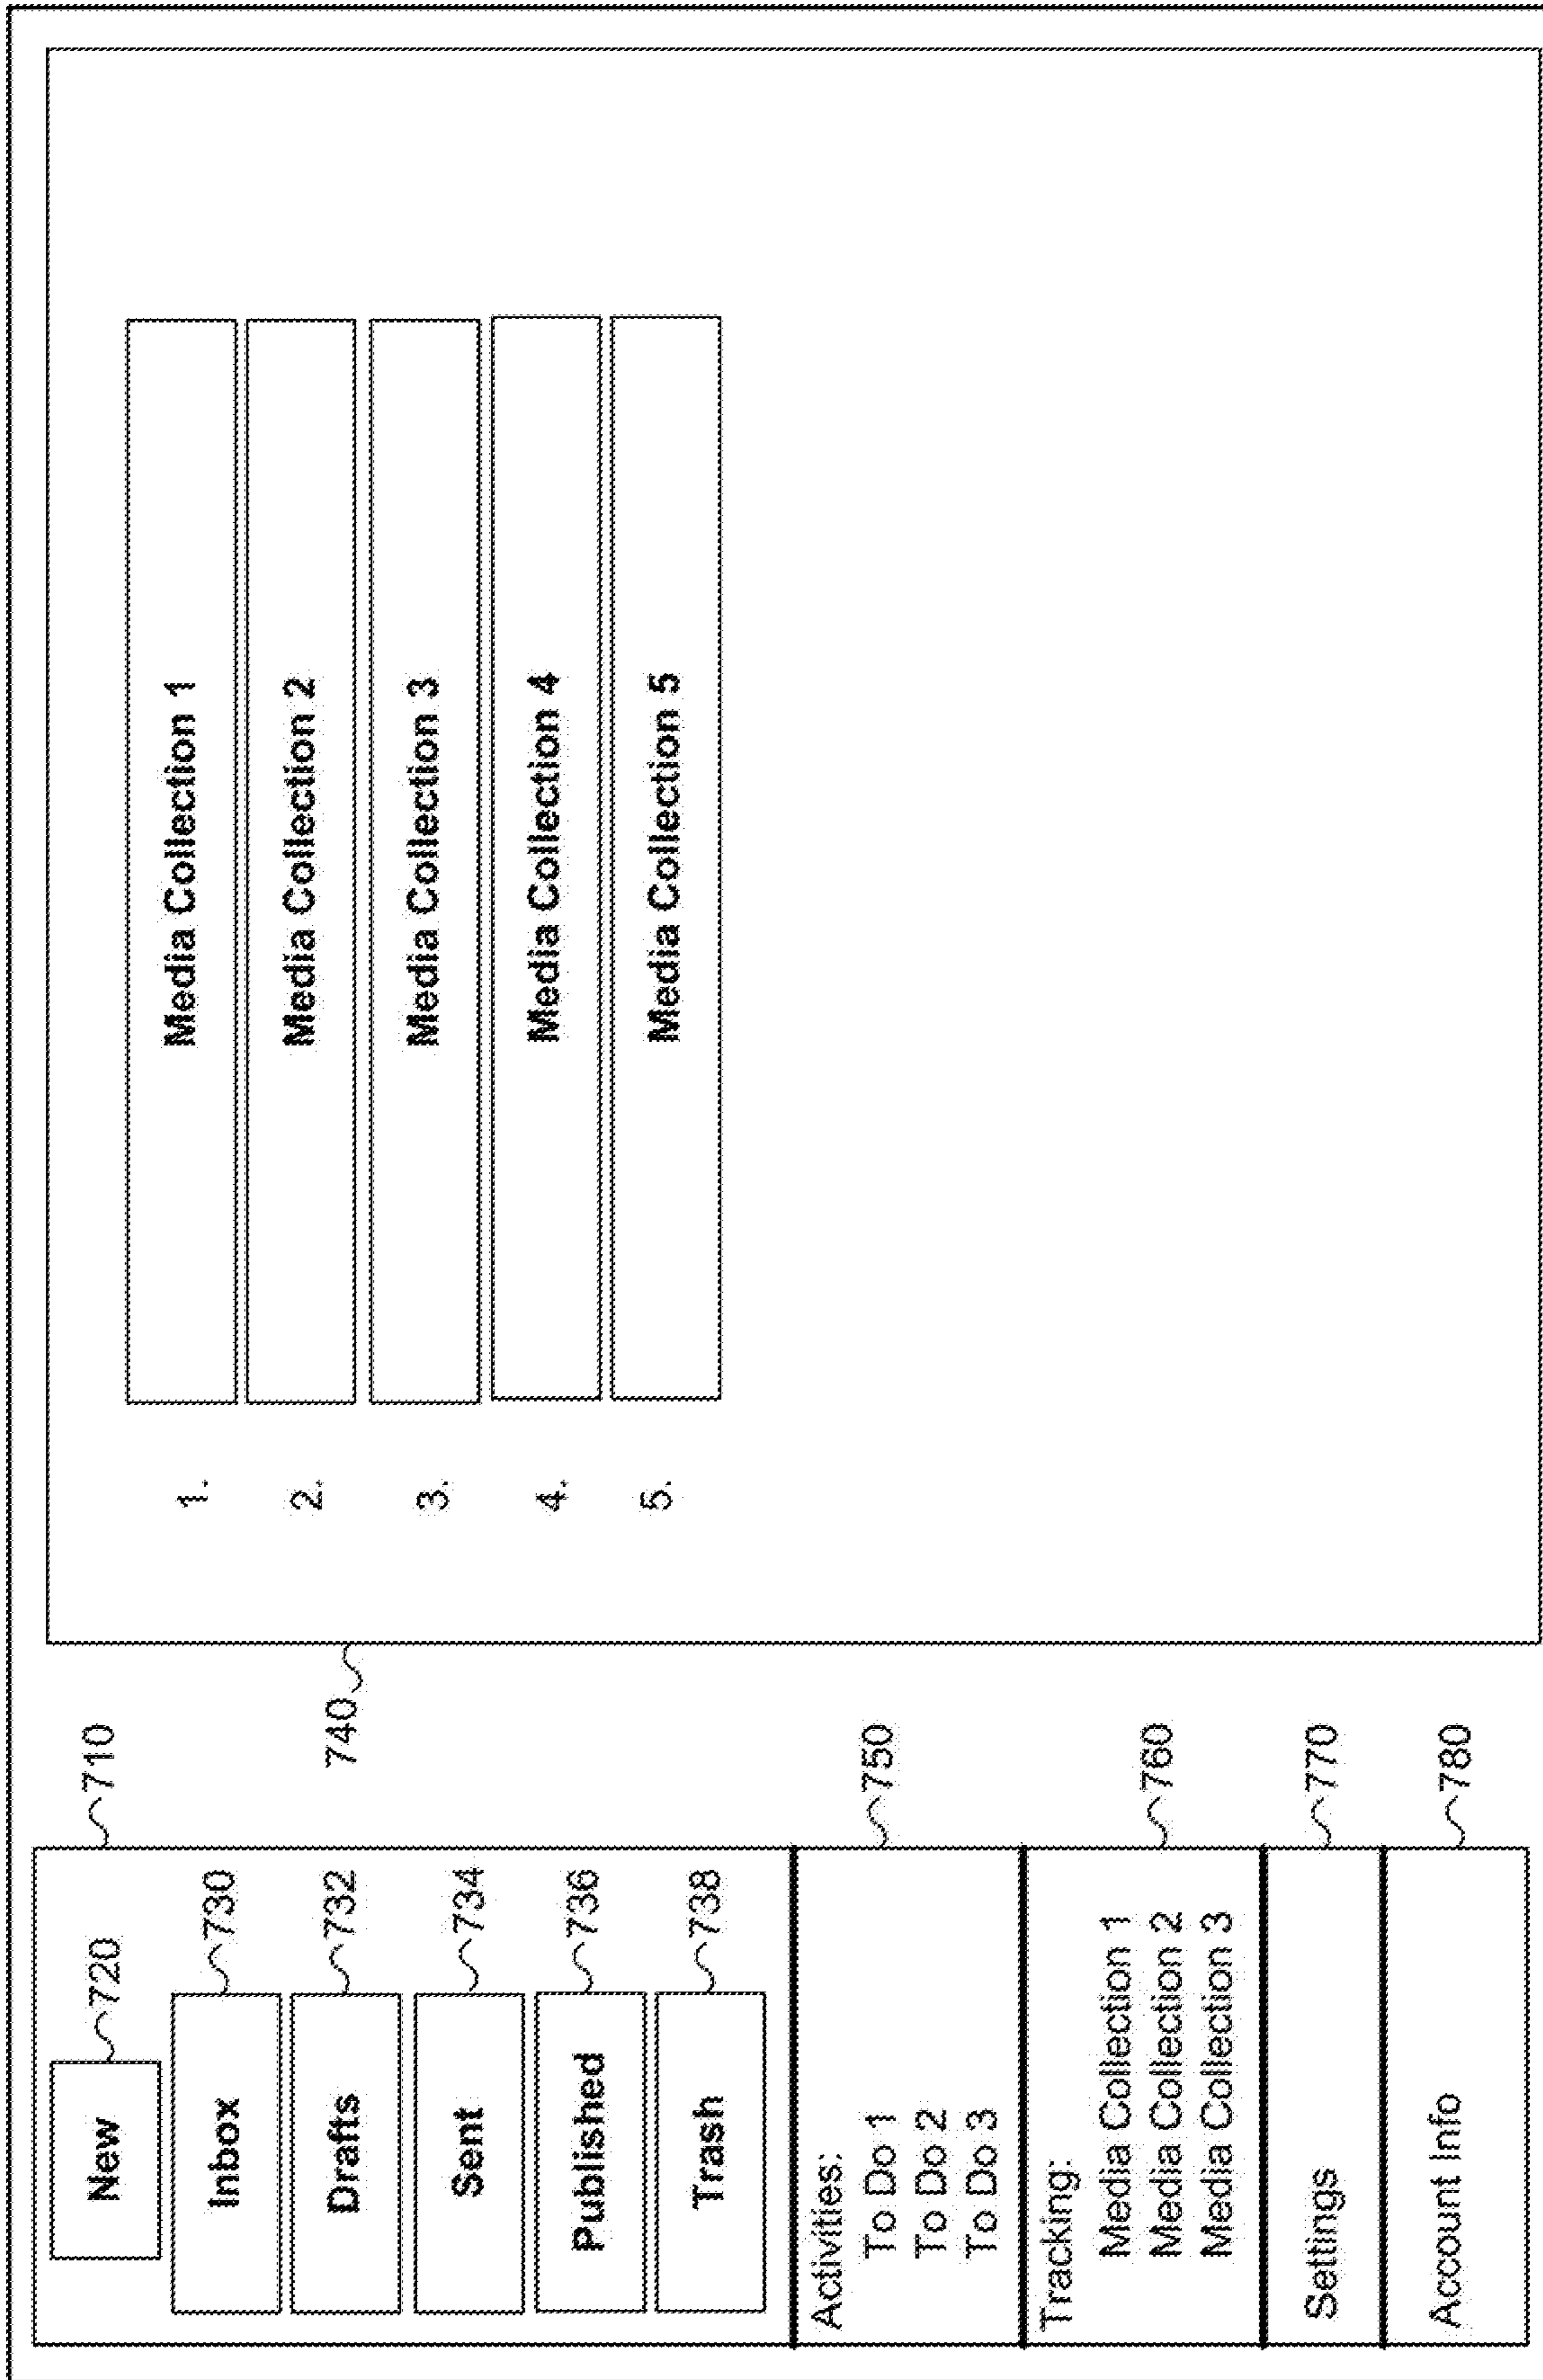 New
720
710
Inbox
730
Drafts
732
Sent
734
Published
736
Trash
738
Activities:
750
To Do 1
To Do 2
To Do 3
Tracking:
760
Media Collection 1
Media Collection 2
Media Collection 3
Settings
770
Account Info
780
740
1. Media Collection 1
2. Media Collection 2
3. Media Collection 3
4. Media Collection 4
5. Media Collection 5